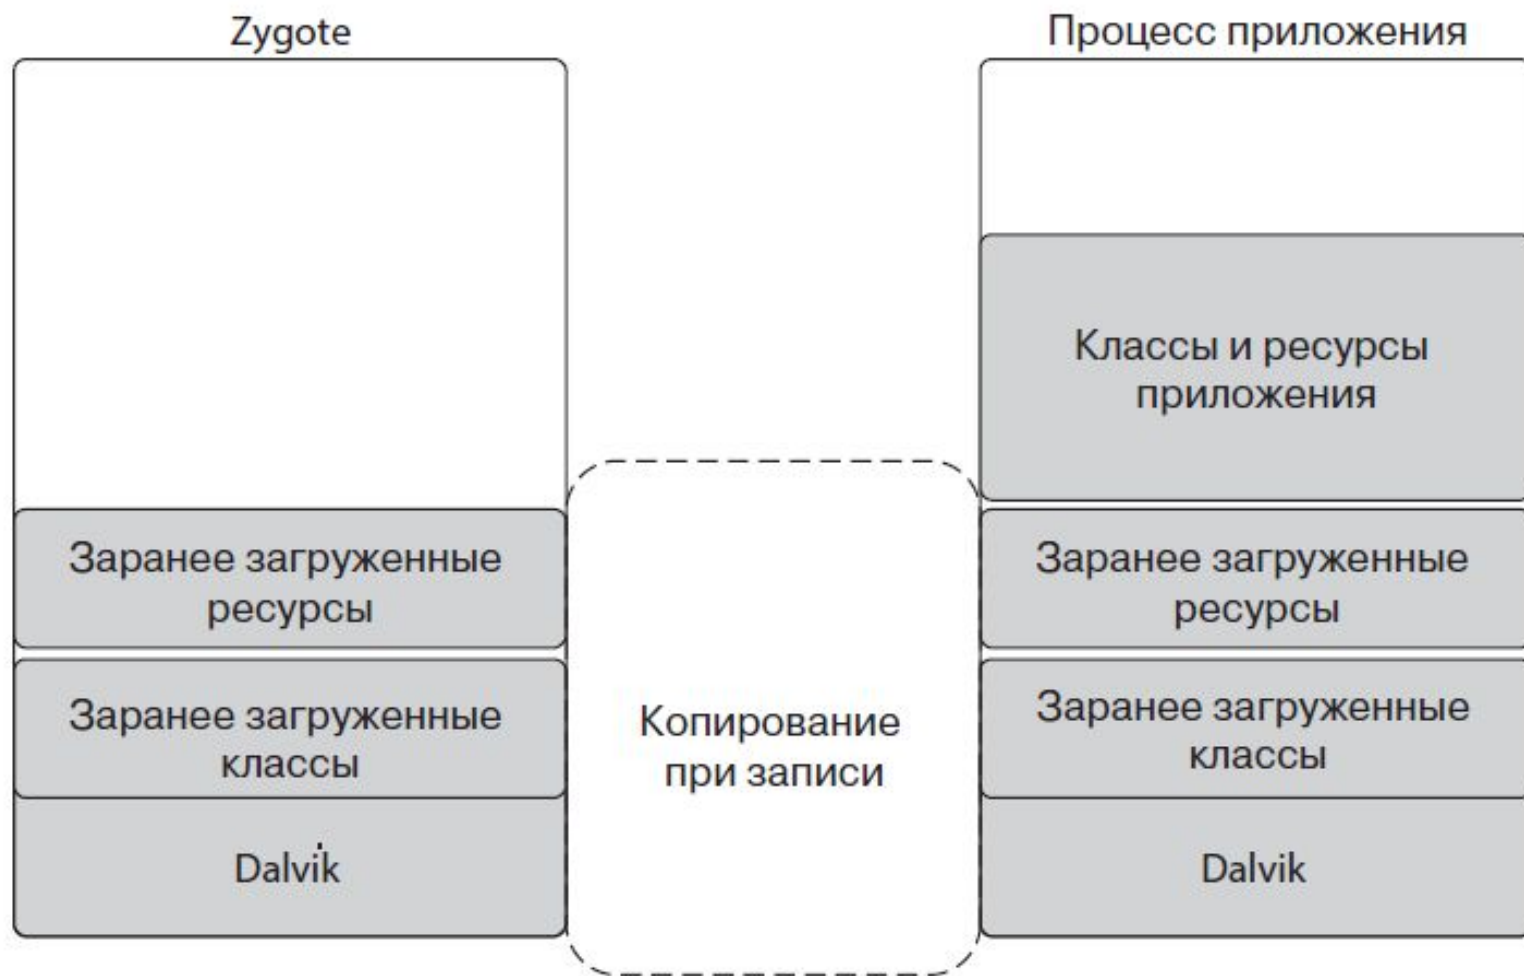 Zygote
Заранее загруженные
ресурсы
Заранее загруженные
классы
Dalvik
Копирование
при записи
Процесс приложения
Классы и ресурсы
приложения
Заранее загруженные
ресурсы
Заранее загруженные
классы
Dalvik